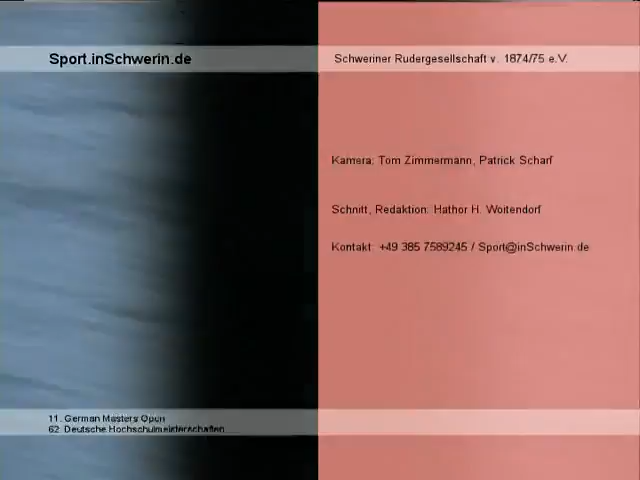 Sport.inSchwerin.de
Schweriner Rudergesellschaft v. 1874/75 e.V.
Kamera: Tom Zimmermann, Patrick Scharf
Schnitt, Redaktion: Hathor H. Woitendorf
Kontakt: +49 385 7589245 / Sport@inSchwerin.de
11. German Masters Open
62. Deutsche Hochschulmeisterschaften